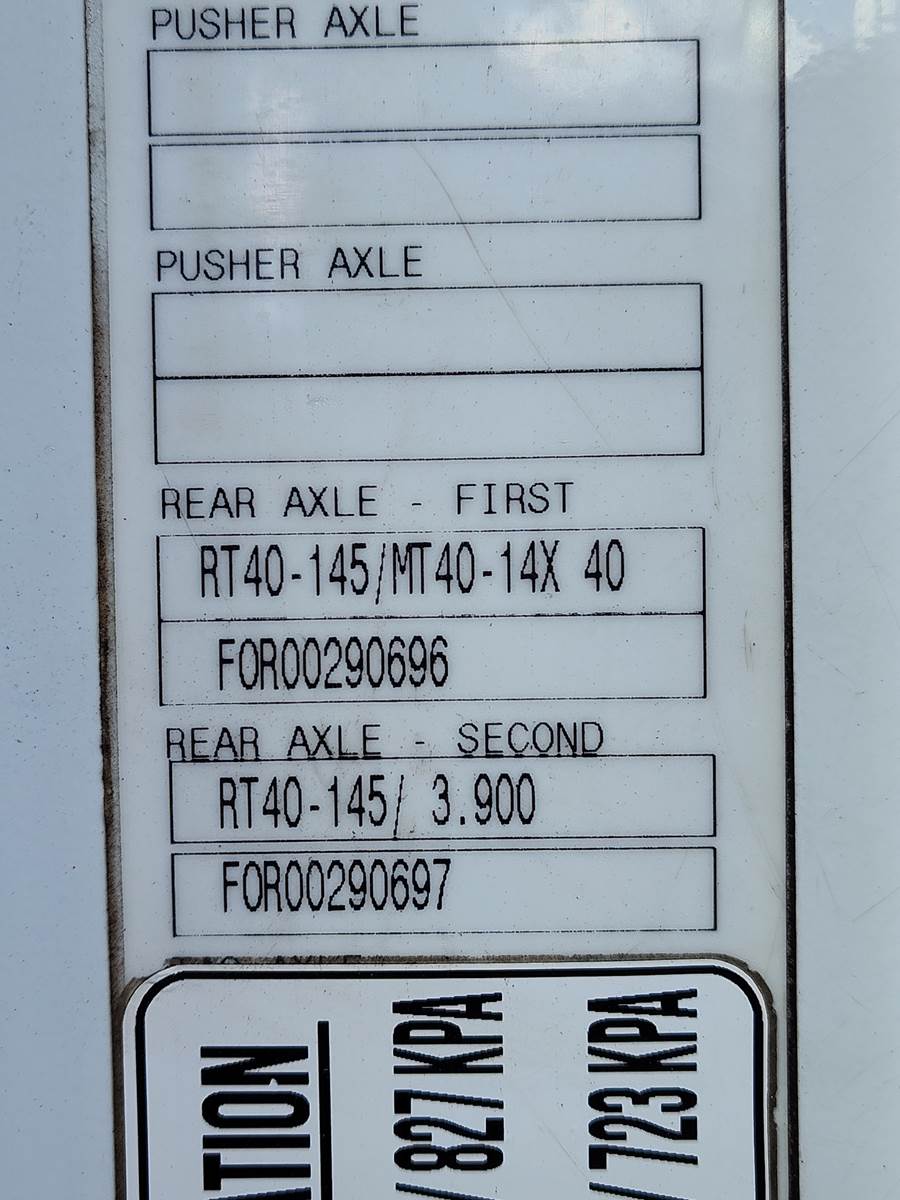 PUSHER AXLE
PUSHER AXLE
REAR AXLE - FIRST
RT40-145/MT40-14X 40
FOR00290696
REAR AXLE - SECOND
RT40-145/ 3.900
FOR00290697
ATION
/ 827 KPA
/ 723 KPA